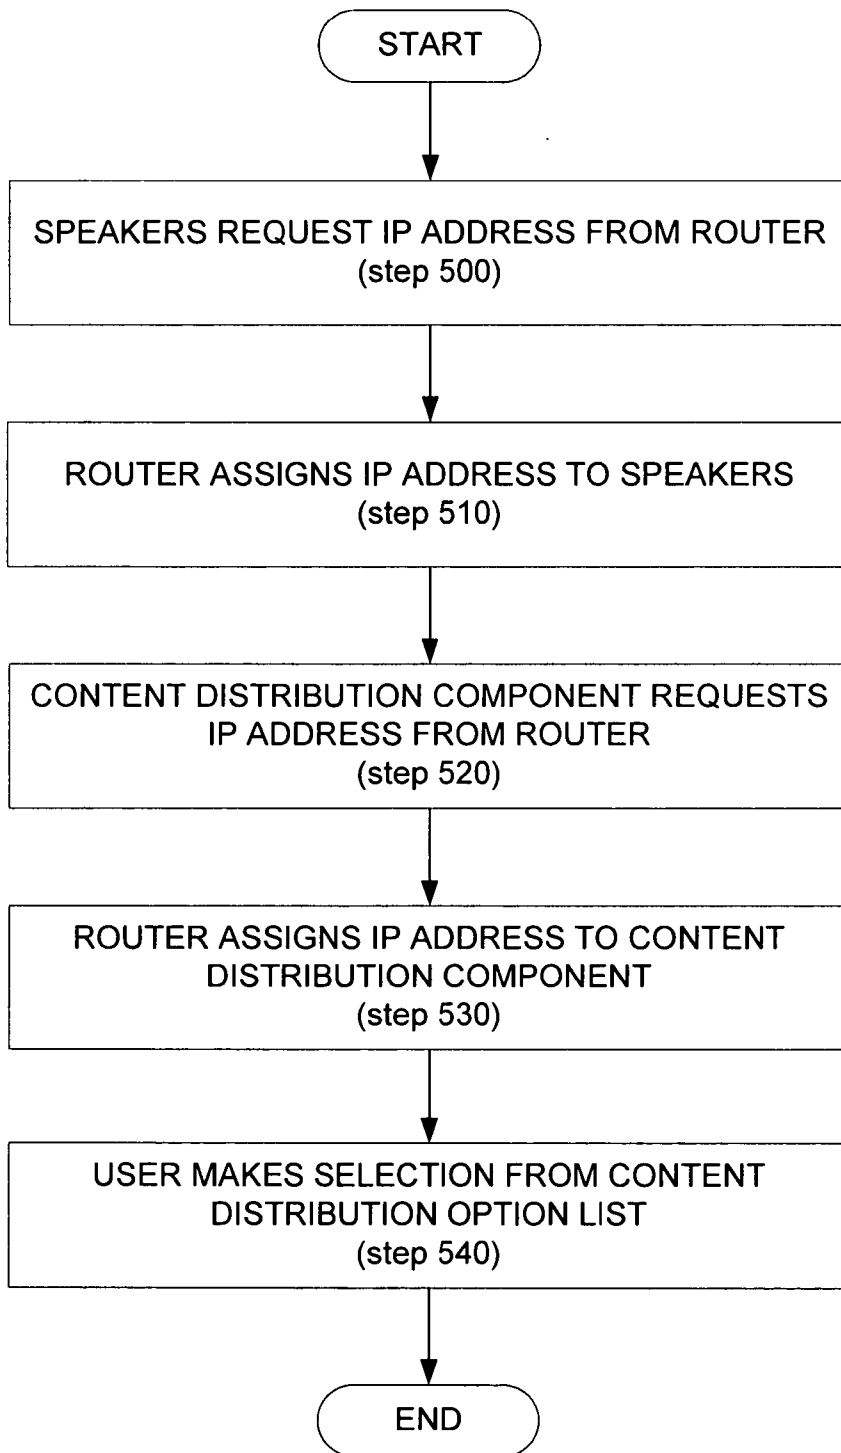 START
SPEAKERS REQUEST IP ADDRESS FROM ROUTER
(step 500)
ROUTER ASSIGNS IP ADDRESS TO SPEAKERS
(step 510)
CONTENT DISTRIBUTION COMPONENT REQUESTS
IP ADDRESS FROM ROUTER
(step 520)
ROUTER ASSIGNS IP ADDRESS TO CONTENT
DISTRIBUTION COMPONENT
(step 530)
USER MAKES SELECTION FROM CONTENT
DISTRIBUTION OPTION LIST
(step 540)
END